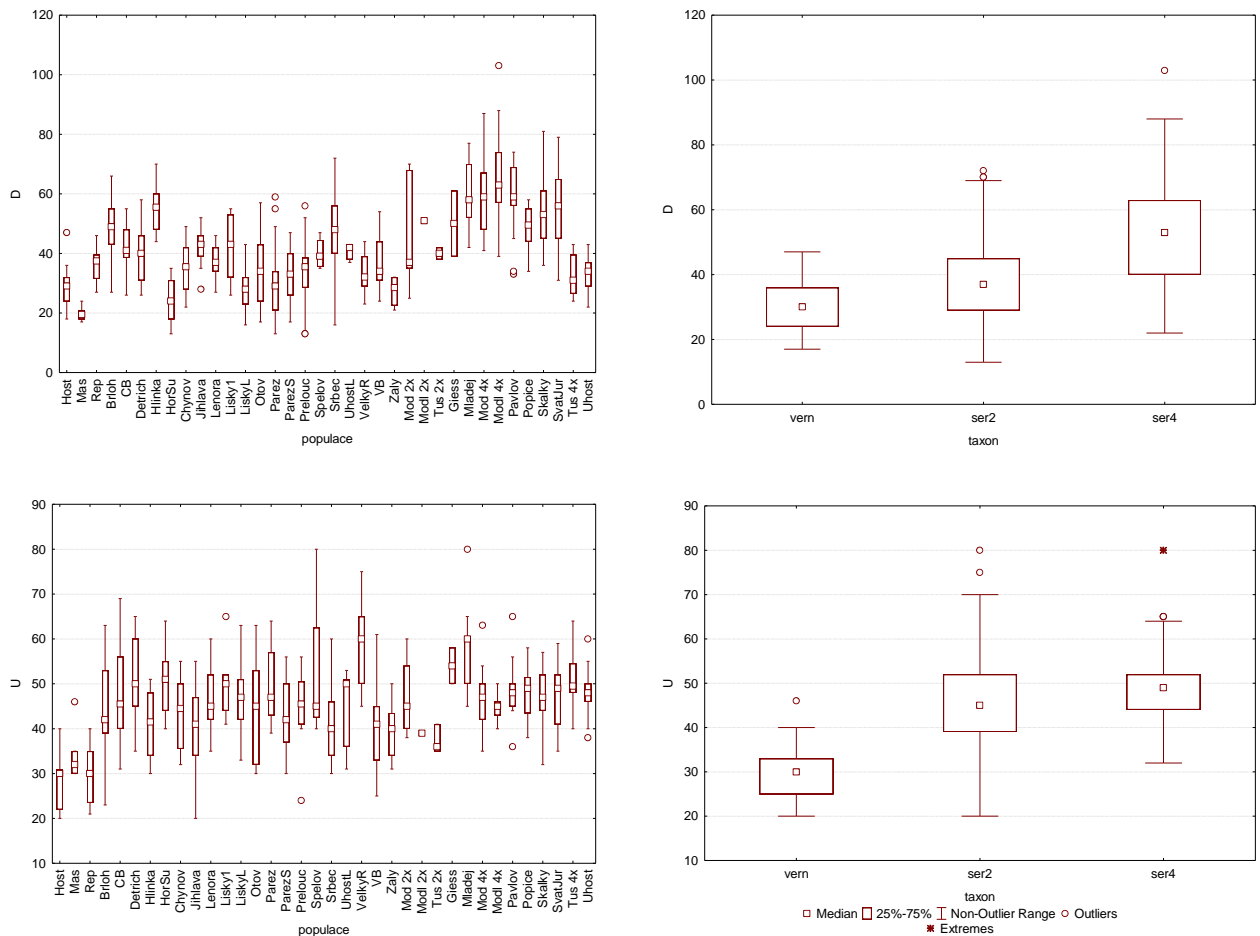 120
100
80
60
40
20
0
D
Host
Mas
Rep
Brloh
CB
Detrich
Hlinka
HorSu
Chynov
Jihlava
Lenora
Lisky1
LiskyL
Otov
Parez
ParezS
Prelouc
Spelov
Srbec
UhostL
VelkyR
VB
Zaly
Mod 2x
Modl 2x
Tus 2x
Giess
Mladej
Mod 4x
Modl 4x
Pavlov
Popice
Skalky
SvatJur
Tus 4x
Uhost
populace
120
100
80
60
40
20
0
D
vern ser2 ser4
taxon
90
80
70
60
50
40
30
20
10
U
Host
Mas
Rep
Brloh
CB
Detrich
Hlinka
HorSu
Chynov
Jihlava
Lenora
Lisky1
LiskyL
Otov
Parez
ParezS
Prelouc
Spelov
Srbec
UhostL
VelkyR
VB
Zaly
Mod 2x
Modl 2x
Tus 2x
Giess
Mladej
Mod 4x
Modl 4x
Pavlov
Popice
Skalky
SvatJur
Tus 4x
Uhost
populace
90
80
70
60
50
40
30
20
10
U
vern ser2 ser4
taxon
Median 25%-75% Non-Outlier Range Outliers
Extremes